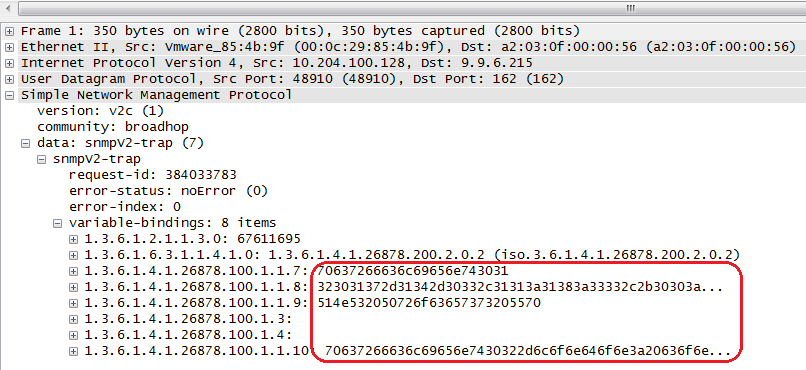 Frame 1: 350 bytes on wire (2800 bits), 350 bytes captured (2800 bits)
Ethernet II, Src: Vmware_85:4b:9f (00:0c:29:85:4b:9f), Dst: a2:03:0f:00:00:56 (a2:03:0f:00:00:56)
Internet Protocol Version 4, Src: 10.204.100.128, Dst: 9.9.6.215
User Datagram Protocol, Src Port: 48910 (48910), Dst Port: 162 (162)
Simple Network Management Protocol
version: v2c (1)
community: broadhop
data: snmpV2-trap (7)
snmpV2-trap
request-id: 384033783
error-status: noError (0)
error-index: 0
variable-bindings: 8 items
1.3.6.1.2.1.1.3.0: 67611695
1.3.6.1.6.3.1.1.4.1.0: 1.3.6.1.4.1.26878.200.2.0.2 (iso.3.6.1.4.1.26878.200.2.0.2)
1.3.6.1.4.1.26878.100.1.1.7: 70637266636c69656e743031
1.3.6.1.4.1.26878.100.1.1.8: 323031372d31342d30332c31313a31383a33332c2b30303a...
1.3.6.1.4.1.26878.100.1.1.9: 514e532050726f63657373205570
1.3.6.1.4.1.26878.100.1.3:
1.3.6.1.4.1.26878.100.1.4:
1.3.6.1.4.1.26878.100.1.1.10: 70637266636c69656e7430322d6c6f6e646f6e3a20636f6e...